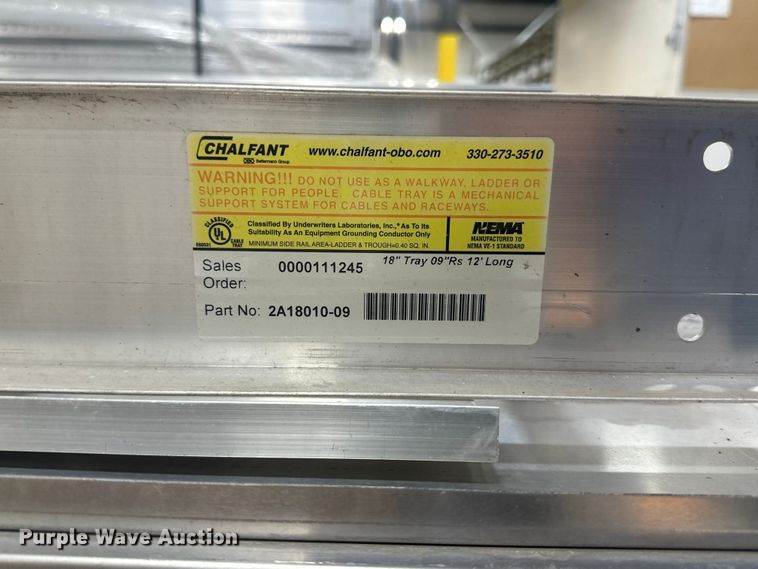 CHALFANT www.chalfant-obo.com 330-273-3510
OBO Bettermann Group
WARNING!!! DO NOT USE AS A WALKWAY, LADDER OR
SUPPORT FOR PEOPLE. CABLE TRAY IS A MECHANICAL
SUPPORT SYSTEM FOR CABLES AND RACEWAYS.
CLASSIFIED
UL
CABLE TRAY
Classified By Underwriters Laboratories, Inc.,® As To Its
Suitability As An Equipment Grounding Conductor Only
MINIMUM SIDE RAIL AREA-LADDER & TROUGH=0.40 SQ. IN.
NEMA
MANUFACTURED TO
NEMA VE-1 STANDARD
Sales Order: 0000111245
18" Tray 09"Rs 12' Long
Part No: 2A18010-09
Purple Wave Auction